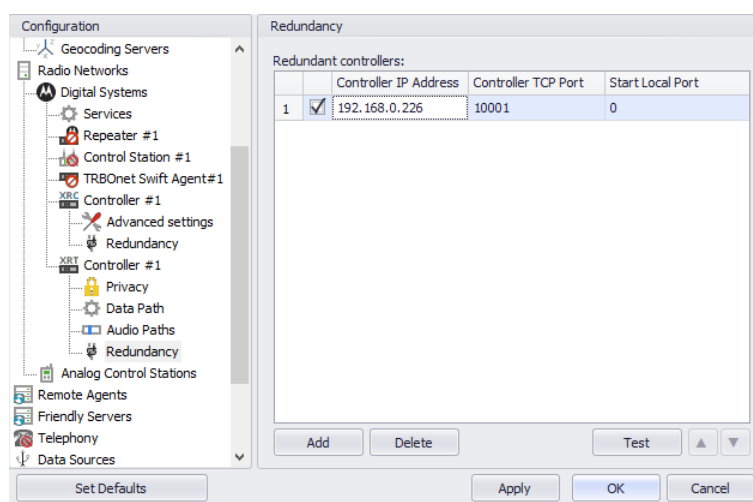 Configuration
Geocoding Servers
Radio Networks
Digital Systems
Services
Repeater #1
Control Station #1
TRBOnet Swift Agent#1
XRC Controller #1
Advanced settings
Redundancy
XRT Controller #1
Privacy
Data Path
Audio Paths
Redundancy
Analog Control Stations
Remote Agents
Friendly Servers
Telephony
Data Sources
Set Defaults
Redundancy
Redundant controllers:
Controller IP Address Controller TCP Port Start Local Port
1 192.168.0.226 10001 0
Add Delete Test
Apply OK Cancel